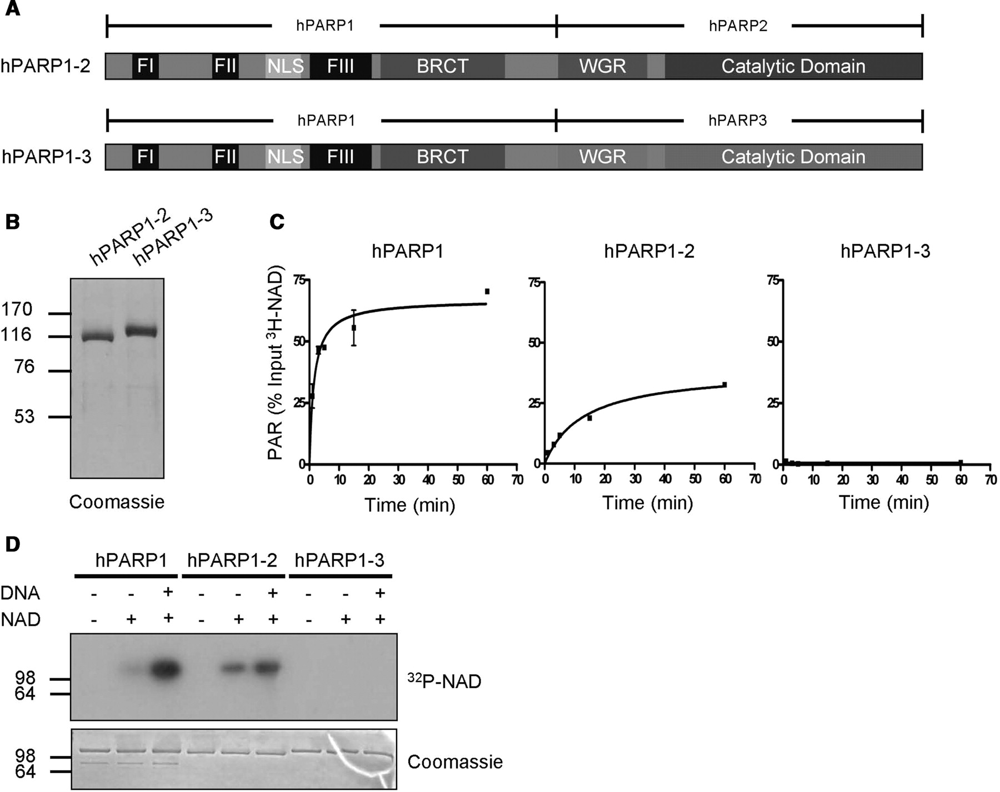 A
hPARP1 hPARP2
hPARP1-2 FI FII NLS FIII BRCT WGR Catalytic Domain
hPARP1 hPARP3
hPARP1-3 FI FII NLS FIII BRCT WGR Catalytic Domain
B
hPARP1-2
hPARP1-3
170
116
76
53
Coomassie
C
hPARP1 hPARP1-2 hPARP1-3
PAR (% Input ³H-NAD)
75 75 75
50 50 50
25 25 25
0 0 0
0 10 20 30 40 50 60 70 0 10 20 30 40 50 60 70 0 10 20 30 40 50 60 70
Time (min) Time (min) Time (min)
D
hPARP1 hPARP1-2 hPARP1-3
DNA - - + - - + - - +
NAD - + + - + + - + +
98
64
³²P-NAD
98
64
Coomassie